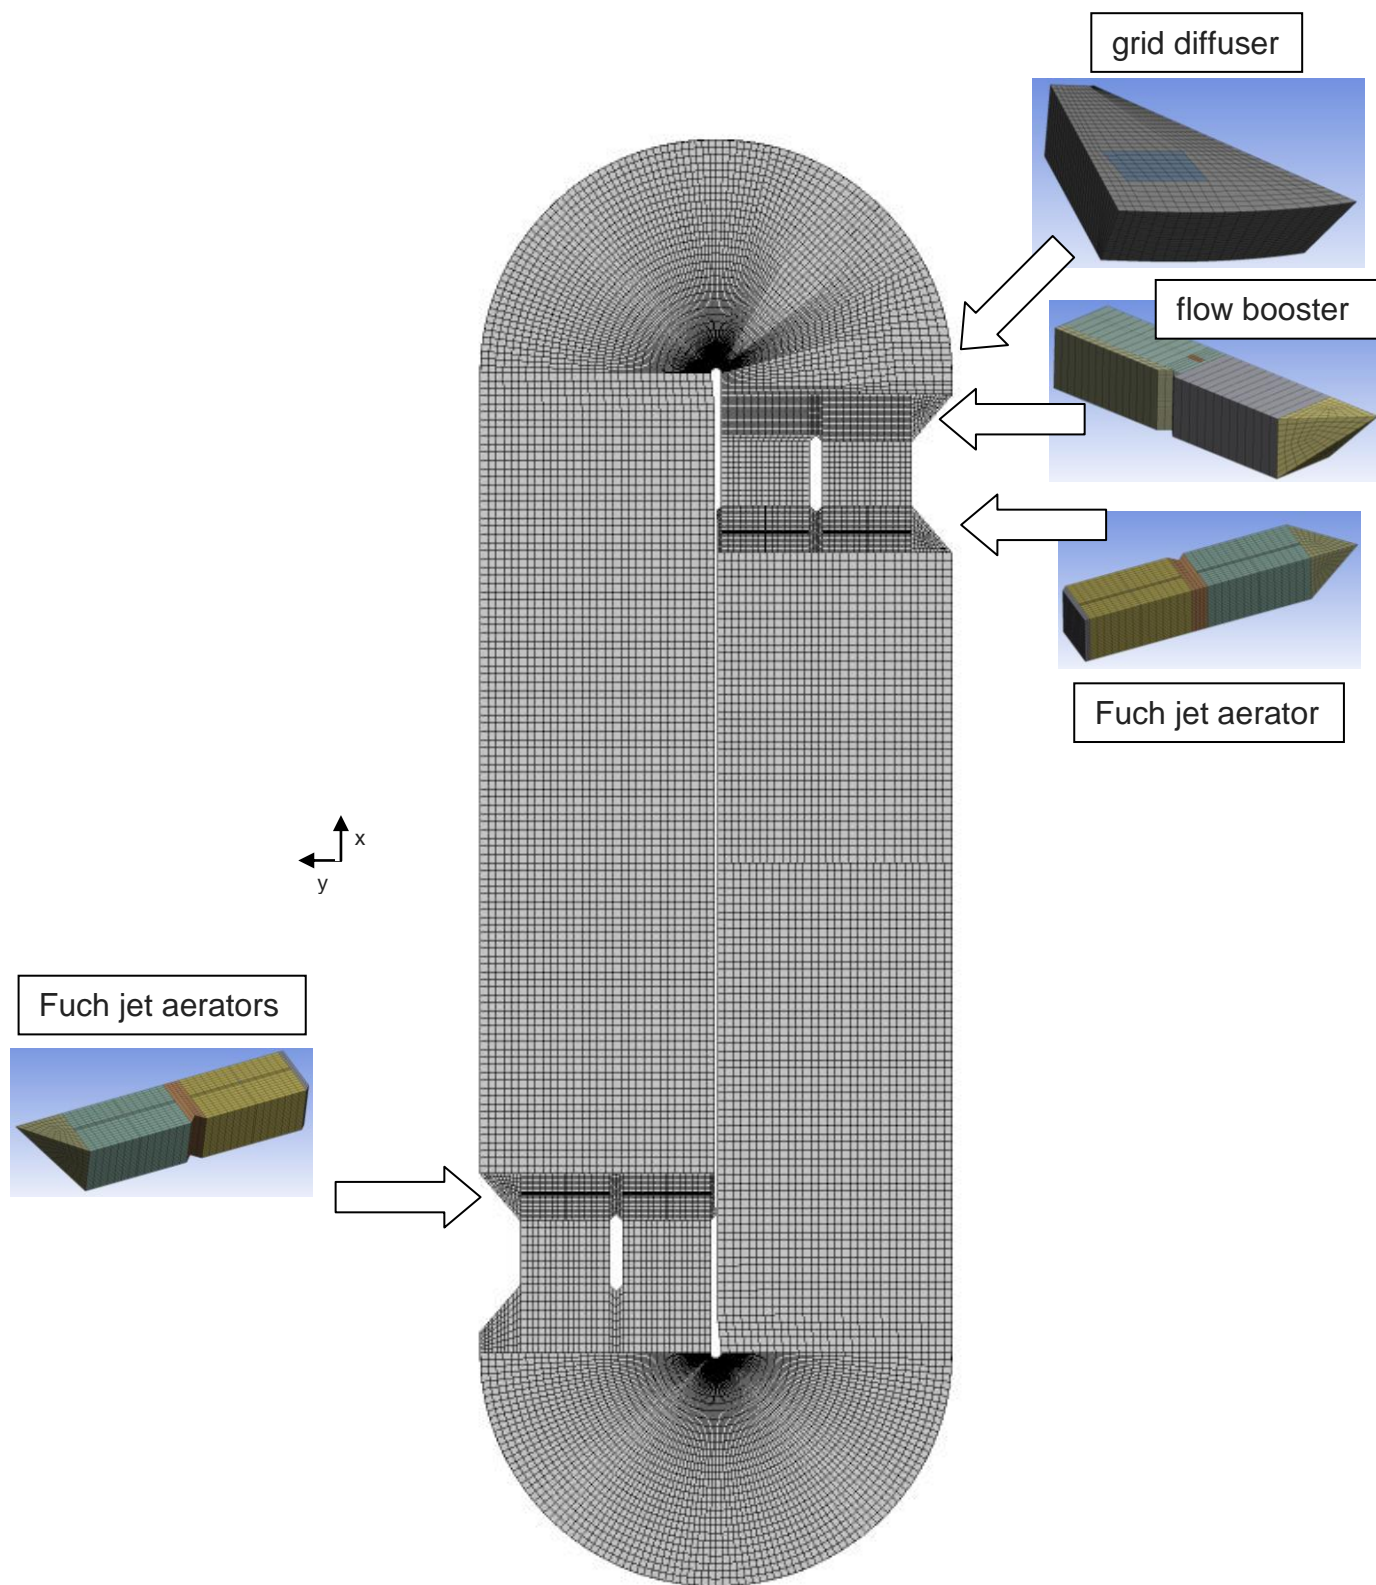 grid diffuser
flow booster
Fuch jet aerator
x
y
Fuch jet aerators